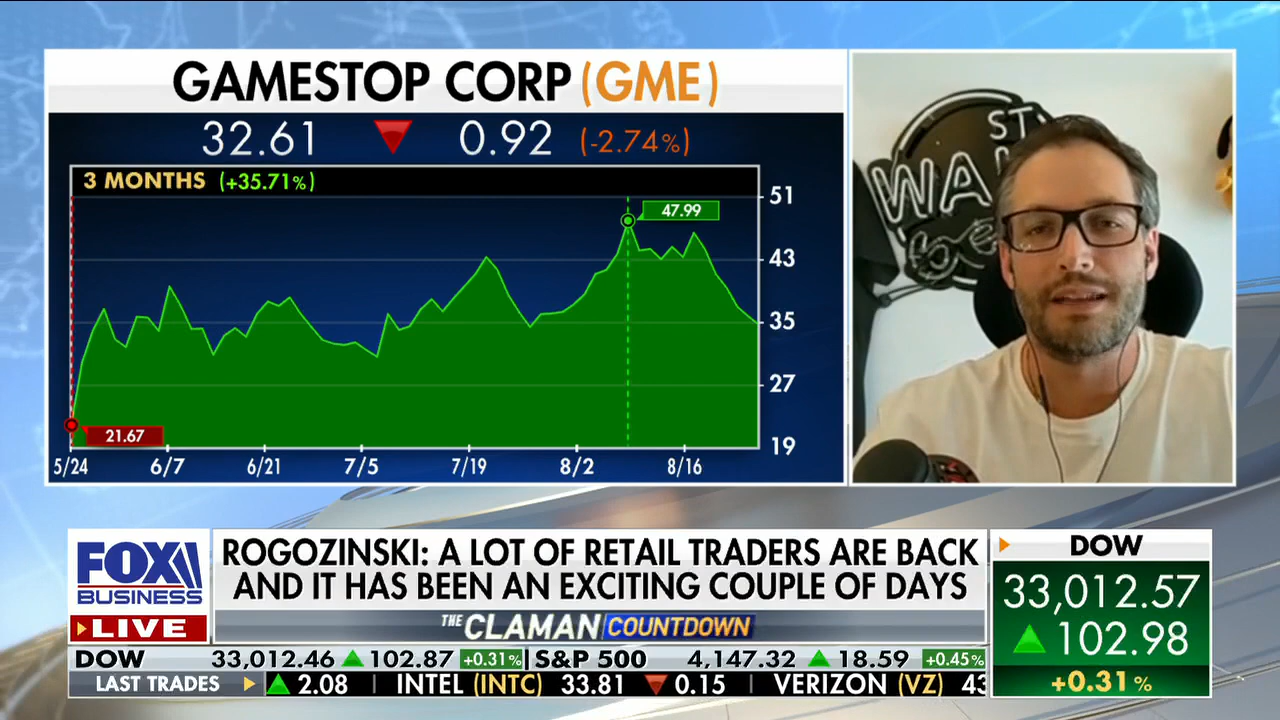 GAMESTOP CORP (GME)
32.61 ▼ 0.92 (-2.74%)
3 MONTHS (+35.71%)
51
47.99
43
35
27
21.67
19
5/24 6/7 6/21 7/5 7/19 8/2 8/16
ST
WALL
FOX BUSINESS
LIVE
ROGOZINSKI: A LOT OF RETAIL TRADERS ARE BACK
AND IT HAS BEEN AN EXCITING COUPLE OF DAYS
THE CLAMAN COUNTDOWN
DOW
33,012.57
▲ 102.98
+0.31%
DOW 33,012.46 ▲ 102.87 +0.31% S&P 500 4,147.32 ▲ 18.59 +0.45%
LAST TRADES ▲ 2.08 | INTEL (INTC) 33.81 ▼ 0.15 | VERIZON (VZ) 43